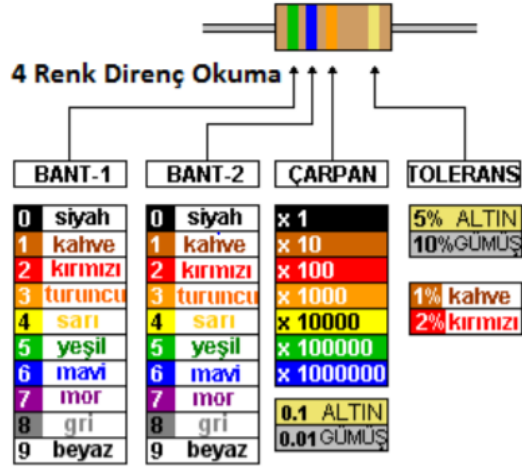 4 Renk Direnç Okuma
BANT-1
0 siyah
1 kahve
2 kırmızı
3 turuncu
4 sarı
5 yeşil
6 mavi
7 mor
8 gri
9 beyaz
BANT-2
0 siyah
1 kahve
2 kırmızı
3 turuncu
4 sarı
5 yeşil
6 mavi
7 mor
8 gri
9 beyaz
ÇARPAN
x 1
x 10
x 100
x 1000
x 10000
x 100000
x 1000000
0.1 ALTIN
0.01 GÜMÜŞ
TOLERANS
5% ALTIN
10% GÜMÜŞ
1% kahve
2% kırmızı